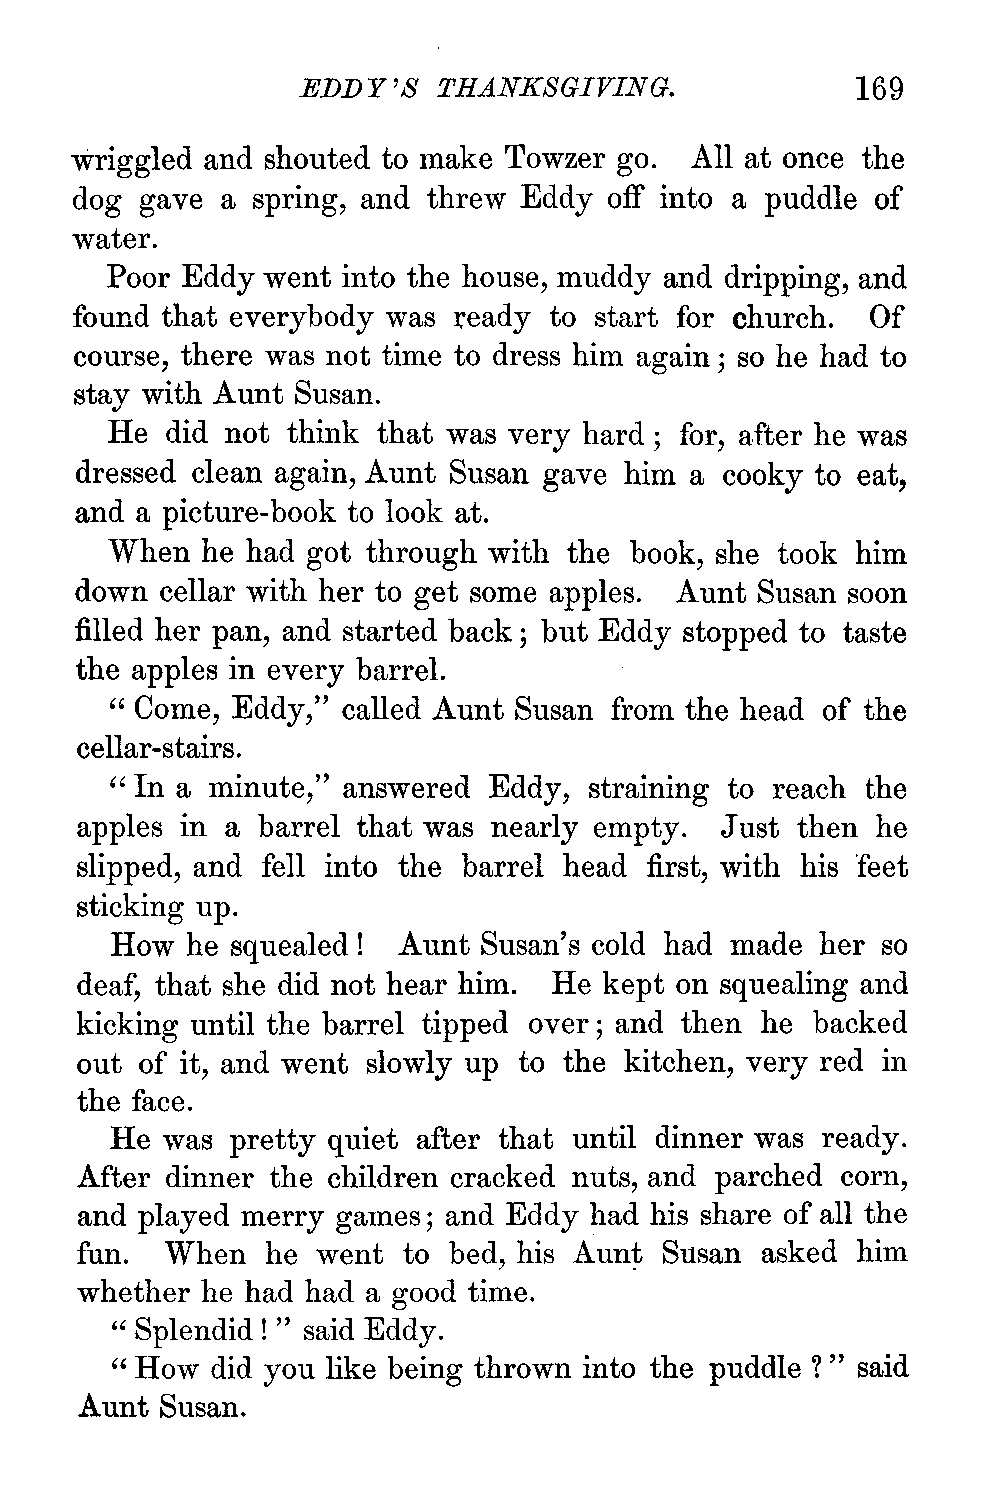 EDDY'S THANKSGIVING. 169
wriggled and shouted to make Towzer go. All at once the
dog gave a spring, and threw Eddy off into a puddle of
water.
Poor Eddy went into the house, muddy and dripping, and
found that everybody was ready to start for church. Of
course, there was not time to dress him again; so he had to
stay with Aunt Susan.
He did not think that was very hard; for, after he was
dressed clean again, Aunt Susan gave him a cooky to eat,
and a picture-book to look at.
When he had got through with the book, she took him
down cellar with her to get some apples. Aunt Susan soon
filled her pan, and started back; but Eddy stopped to taste
the apples in every barrel.
"Come, Eddy," called Aunt Susan from the head of the
cellar-stairs.
"In a minute," answered Eddy, straining to reach the
apples in a barrel that was nearly empty. Just then he
slipped, and fell into the barrel head first, with his feet
sticking up.
How he squealed! Aunt Susan's cold had made her so
deaf, that she did not hear him. He kept on squealing and
kicking until the barrel tipped over; and then he backed
out of it, and went slowly up to the kitchen, very red in
the face.
He was pretty quiet after that until dinner was ready.
After dinner the children cracked nuts, and parched corn,
and played merry games; and Eddy had his share of all the
fun. When he went to bed, his Aunt Susan asked him
whether he had had a good time.
"Splendid!" said Eddy.
"How did you like being thrown into the puddle?" said
Aunt Susan.